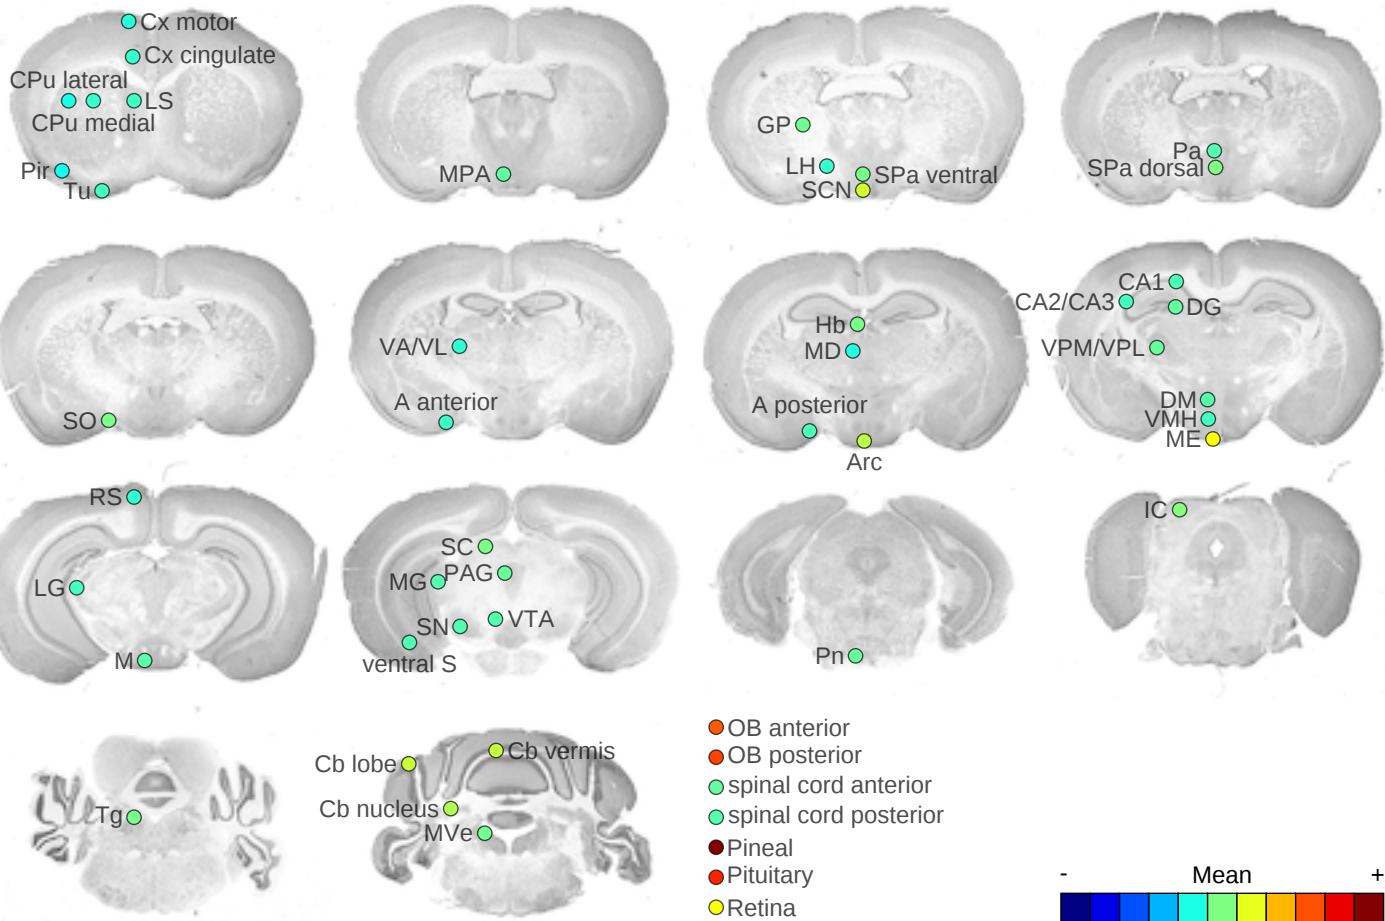 Cx motor
Cx cingulate
CPu lateral
LS
CPu medial
Pir
Tu
MPA
GP
LH
SPa ventral
SCN
Pa
SPa dorsal
SO
VA/VL
A anterior
Hb
MD
A posterior
Arc
CA1
CA2/CA3
DG
VPM/VPL
DM
VMH
ME
RS
LG
M
SC
MG
PAG
SN
VTA
ventral S
Pn
IC
Tg
Cb lobe
Cb vermis
Cb nucleus
MVe
OB anterior
OB posterior
spinal cord anterior
spinal cord posterior
Pineal
Pituitary
Retina
- Mean +